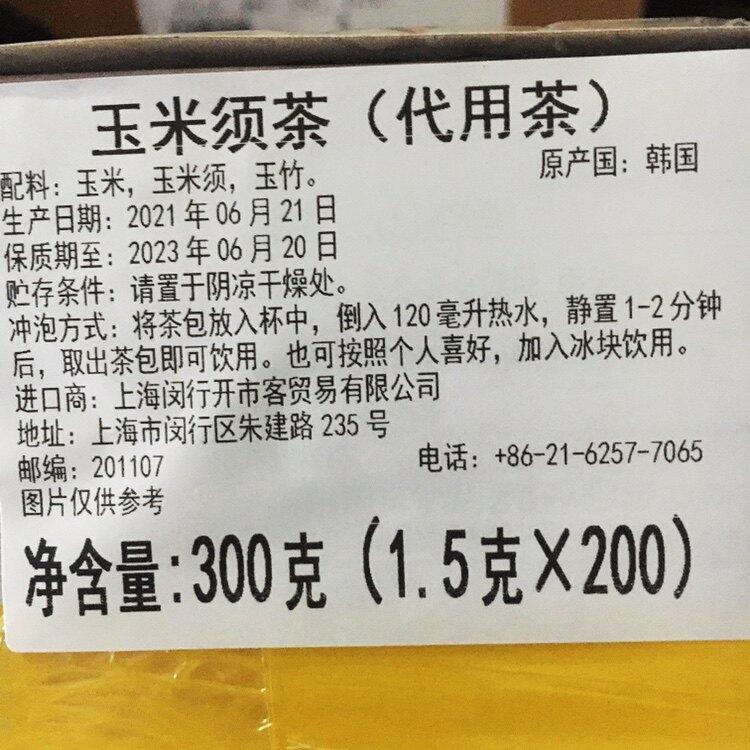 玉米须茶（代用茶）
原产国：韩国
配料：玉米，玉米须，玉竹。
生产日期：2021年06月21日
保质期至：2023年06月20日
贮存条件：请置于阴凉干燥处。
冲泡方式：将茶包放入杯中，倒入120毫升热水，静置1-2分钟
后，取出茶包即可饮用。也可按照个人喜好，加入冰块饮用。
进口商：上海闵行开市客贸易有限公司
地址：上海市闵行区朱建路235号
邮编：201107
电话：+86-21-6257-7065
图片仅供参考
净含量:300克（1.5克×200）